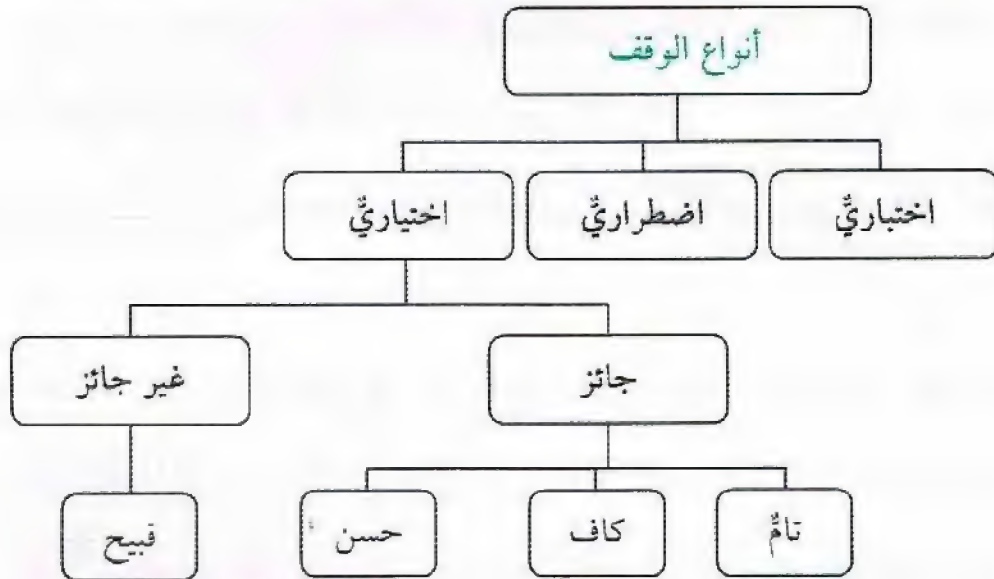 أنواع الوقف
اختباريٌّ
اضطراريٌّ
اختياريٌّ
جائز
غير جائز
تامٌّ
كاف
حسن
قبيح